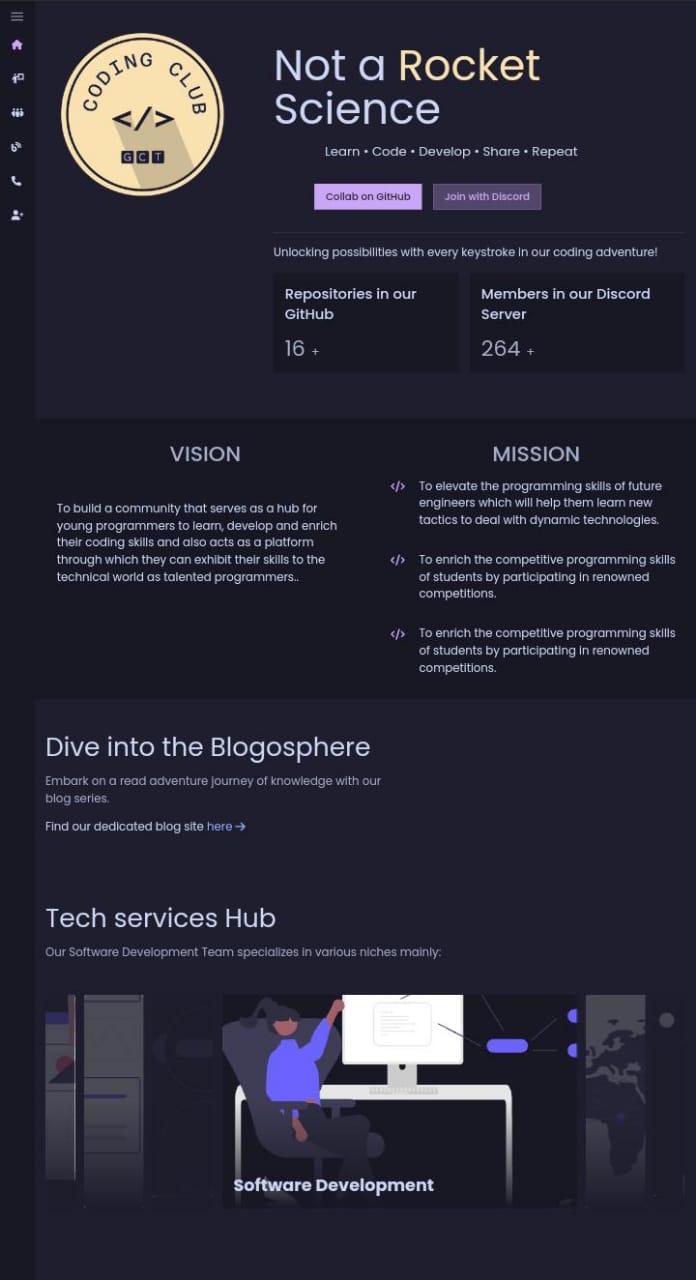 CODING CLUB
</>
GCT
Not a Rocket
Science
Learn • Code • Develop • Share • Repeat
Collab on GitHub
Join with Discord
Unlocking possibilities with every keystroke in our coding adventure!
Repositories in our
GitHub
16 +
Members in our Discord
Server
264 +
VISION
To build a community that serves as a hub for
young programmers to learn, develop and enrich
their coding skills and also acts as a platform
through which they can exhibit their skills to the
technical world as talented programmers..
MISSION
</> To elevate the programming skills of future
engineers which will help them learn new
tactics to deal with dynamic technologies.
</> To enrich the competitive programming skills
of students by participating in renowned
competitions.
</> To enrich the competitive programming skills
of students by participating in renowned
competitions.
Dive into the Blogosphere
Embark on a read adventure journey of knowledge with our
blog series.
Find our dedicated blog site here →
Tech services Hub
Our Software Development Team specializes in various niches mainly:
Software Development